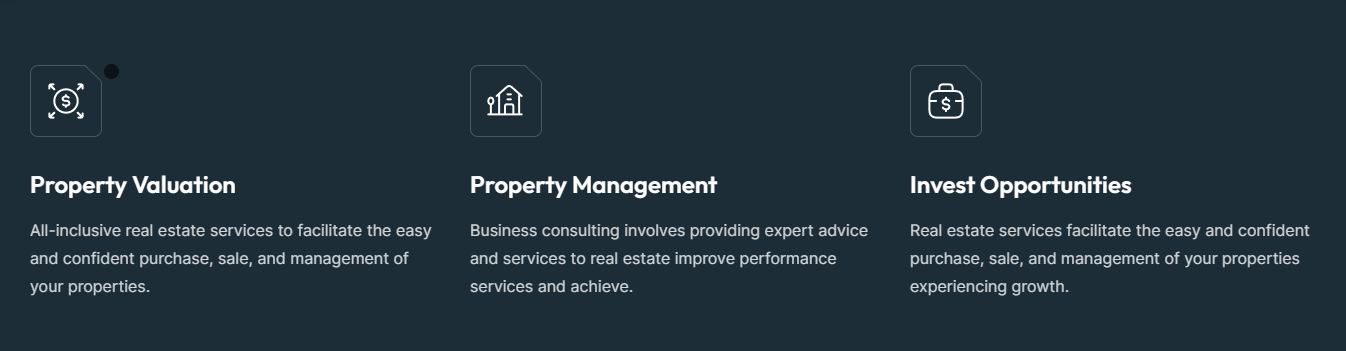 Property Valuation
All-inclusive real estate services to facilitate the easy
and confident purchase, sale, and management of
your properties.
Property Management
Business consulting involves providing expert advice
and services to real estate improve performance
services and achieve.
Invest Opportunities
Real estate services facilitate the easy and confident
purchase, sale, and management of your properties
experiencing growth.